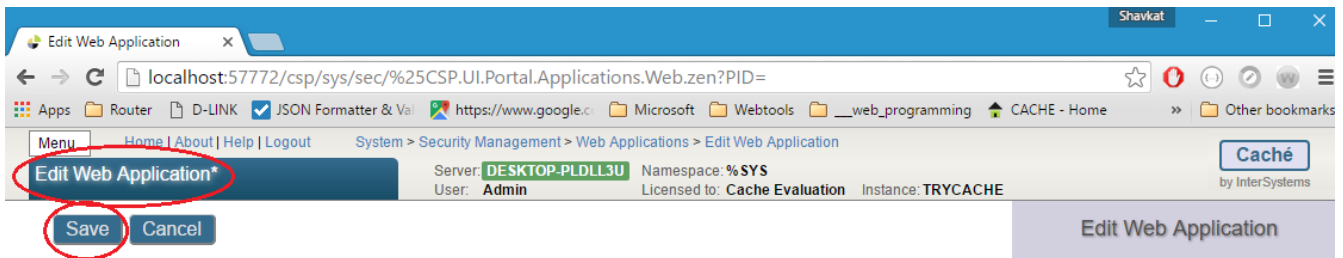 Shavkat
Edit Web Application
localhost:57772/csp/sys/sec/%25CSP.UI.Portal.Applications.Web.zen?PID=
Apps Router D-LINK JSON Formatter & Val https://www.google.c Microsoft Webtools __web_programming CACHE - Home » Other bookmarks
Menu Home | About | Help | Logout System > Security Management > Web Applications > Edit Web Application
Edit Web Application*
Server: DESKTOP-PLDLL3U Namespace: %SYS
User: Admin Licensed to: Cache Evaluation Instance: TRYCACHE
Caché
by InterSystems
Save Cancel
Edit Web Application